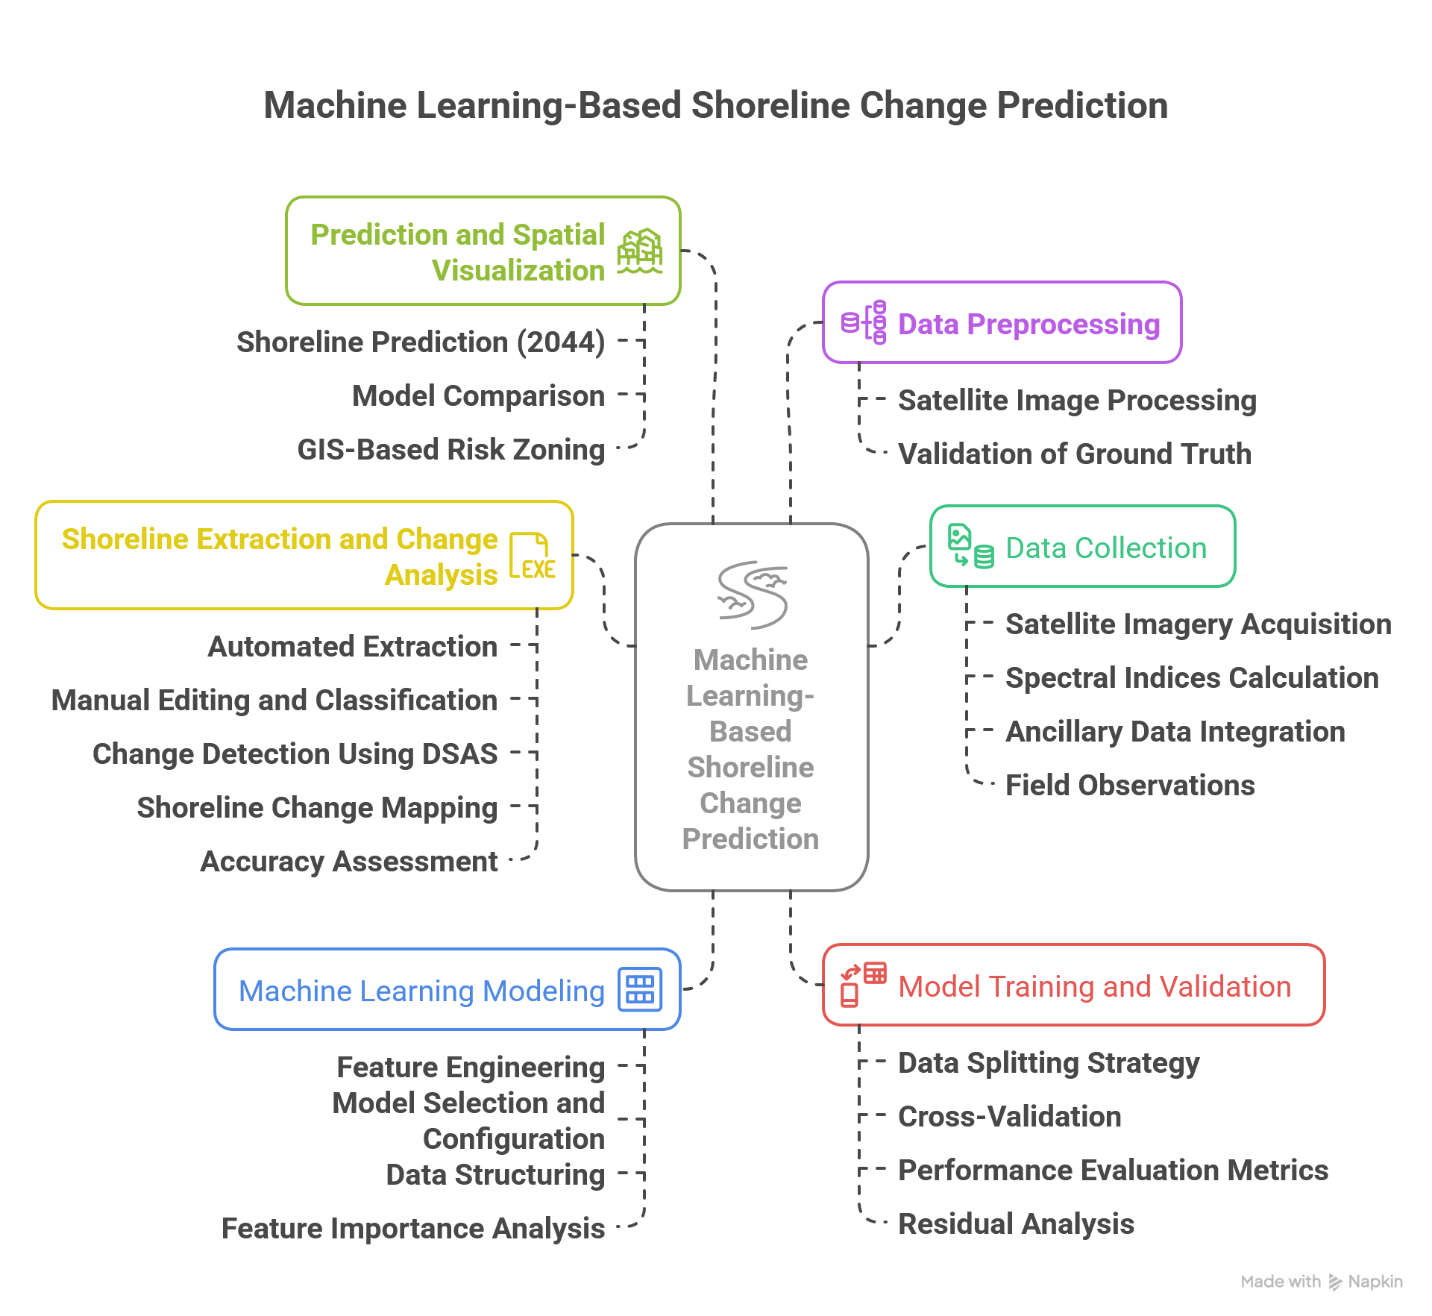 Machine Learning-Based Shoreline Change Prediction
Prediction and Spatial
Visualization
Shoreline Prediction (2044)
Model Comparison
GIS-Based Risk Zoning
Data Preprocessing
Satellite Image Processing
Validation of Ground Truth
Shoreline Extraction and Change
Analysis
EXE
Automated Extraction
Manual Editing and Classification
Change Detection Using DSAS
Shoreline Change Mapping
Accuracy Assessment
Machine
Learning-
Based
Shoreline
Change
Prediction
Data Collection
Satellite Imagery Acquisition
Spectral Indices Calculation
Ancillary Data Integration
Field Observations
Machine Learning Modeling
Feature Engineering
Model Selection and
Configuration
Data Structuring
Feature Importance Analysis
Model Training and Validation
Data Splitting Strategy
Cross-Validation
Performance Evaluation Metrics
Residual Analysis
Made with Napkin